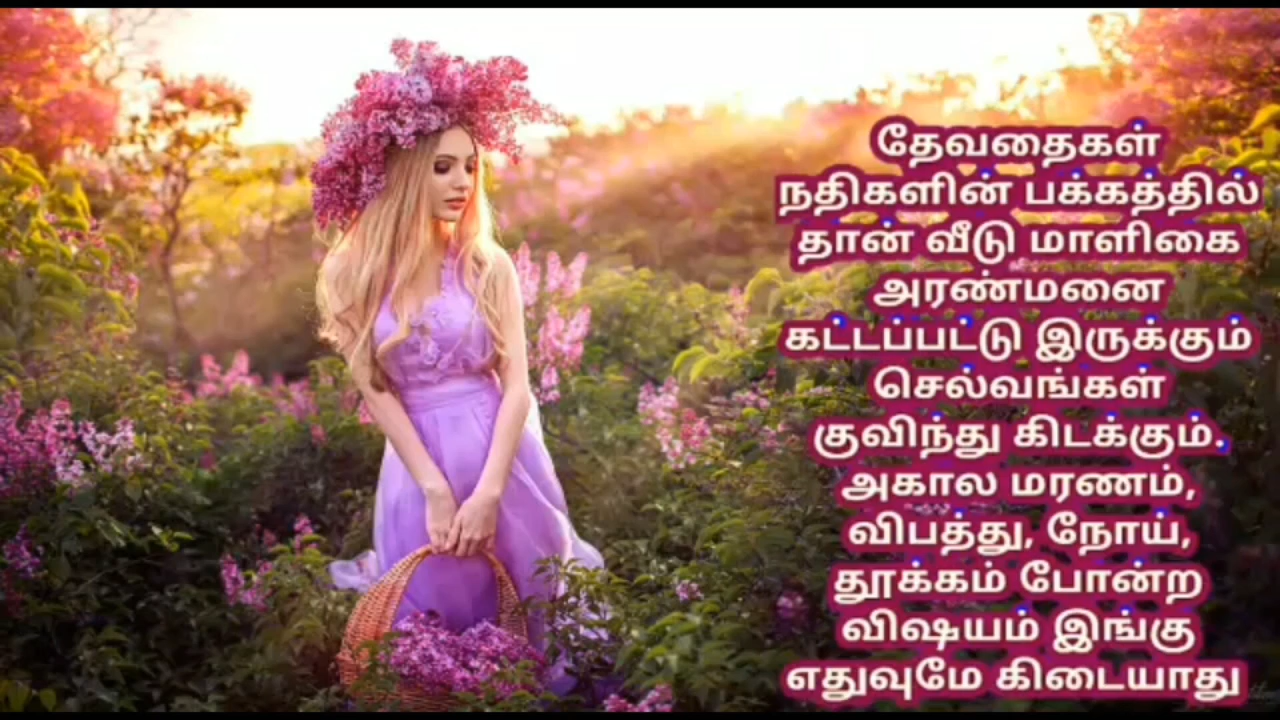 தேவதைகள்
நதிகளின் பக்கத்தில்
தான் வீடு மாளிகை
அரண்மனை
கட்டப்பட்டு இருக்கும்
செல்வங்கள்
குவிந்து கிடக்கும்.
அகால மரணம்,
விபத்து, நோய்,
தூக்கம் போன்ற
விஷயம் இங்கு
எதுவுமே கிடையாது